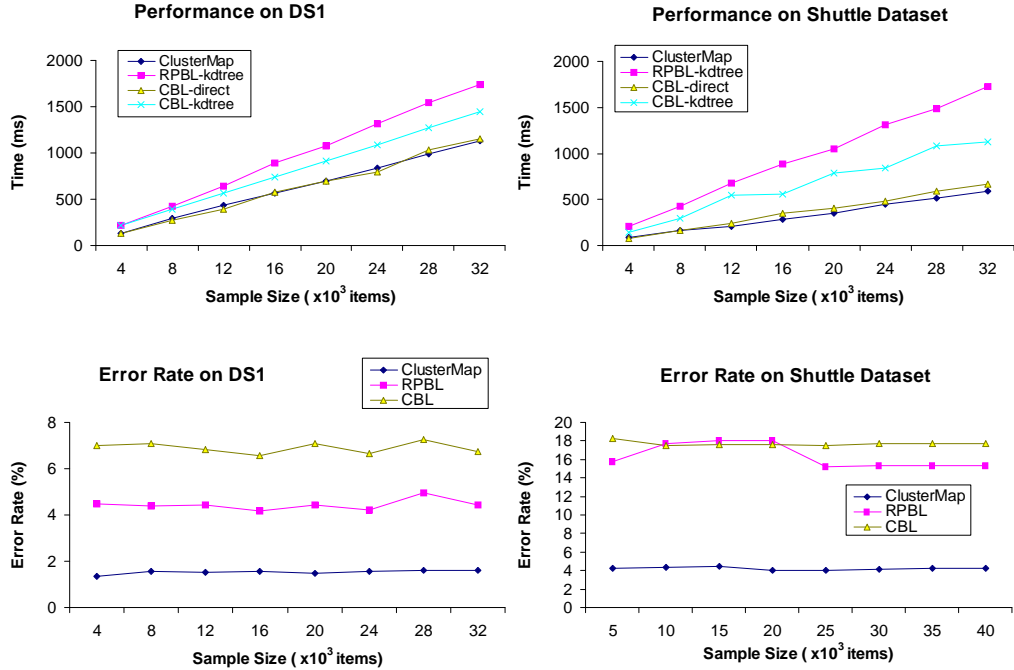 Performance on DS1
ClusterMap
RPBL-kdtree
CBL-direct
CBL-kdtree
Time (ms)
2000
1500
1000
500
0
4 8 12 16 20 24 28 32
Sample Size ( x10³ items)
Performance on Shuttle Dataset
ClusterMap
RPBL-kdtree
CBL-direct
CBL-kdtree
Time (ms)
2000
1500
1000
500
0
4 8 12 16 20 24 28 32
Sample Size ( x10³ items)
Error Rate on DS1
ClusterMap
RPBL
CBL
Error Rate (%)
8
6
4
2
0
4 8 12 16 20 24 28 32
Sample Size ( x10³ items)
Error Rate on Shuttle Dataset
ClusterMap
RPBL
CBL
Error Rate (%)
20
18
16
14
12
10
8
6
4
2
0
5 10 15 20 25 30 35 40
Sample Size ( x10³ items)